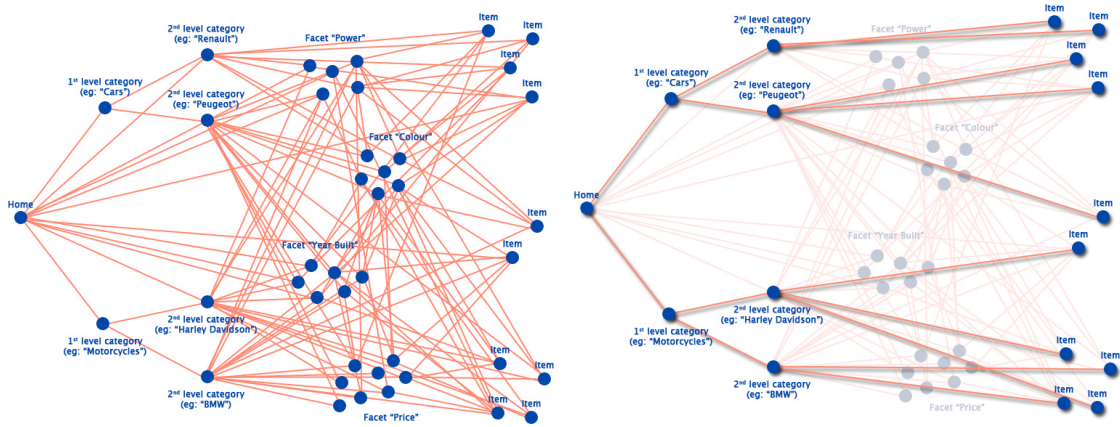 2nd level category
(eg: “Renault”)
Facet “Power”
Item
Item
Item
Item
1st level category
(eg: “Cars”)
2nd level category
(eg: “Peugeot”)
Facet “Colour”
Home
Item
Item
Facet “Year Built”
2nd level category
(eg: “Harley Davidson”)
1st level category
(eg: “Motorcycles”)
Item
Item
2nd level category
(eg: “BMW”)
Facet “Price”
Item
Item
2nd level category
(eg: “Renault”)
Facet “Power”
Item
Item
Item
Item
1st level category
(eg: “Cars”)
2nd level category
(eg: “Peugeot”)
Facet “Colour”
Home
Item
Item
Facet “Year Built”
2nd level category
(eg: “Harley Davidson”)
1st level category
(eg: “Motorcycles”)
Item
Item
2nd level category
(eg: “BMW”)
Facet “Price”
Item
Item